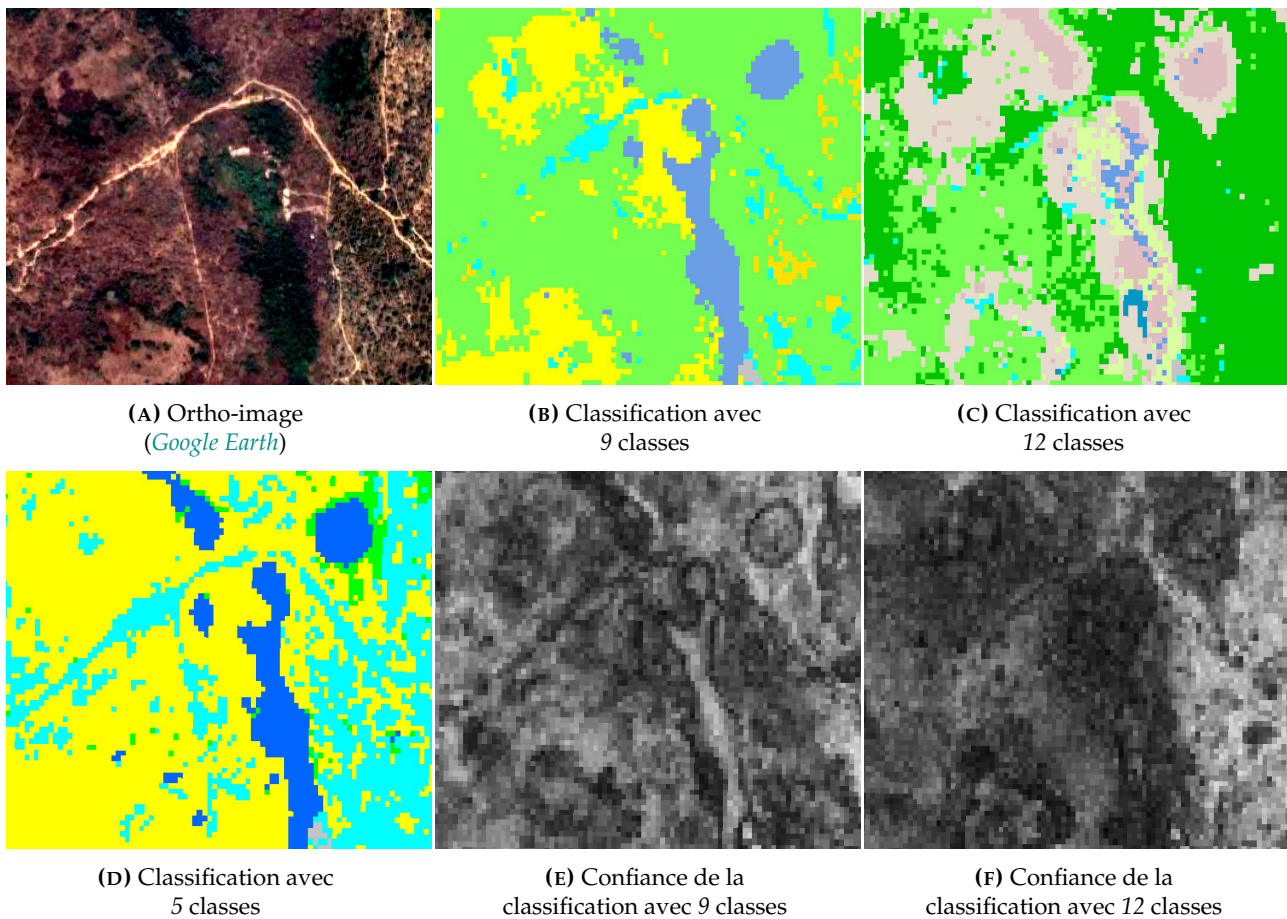 (A) Ortho-image
(Google Earth)
(B) Classification avec
9 classes
(C) Classification avec
12 classes
(D) Classification avec
5 classes
(E) Confiance de la
classification avec 9 classes
(F) Confiance de la
classification avec 12 classes